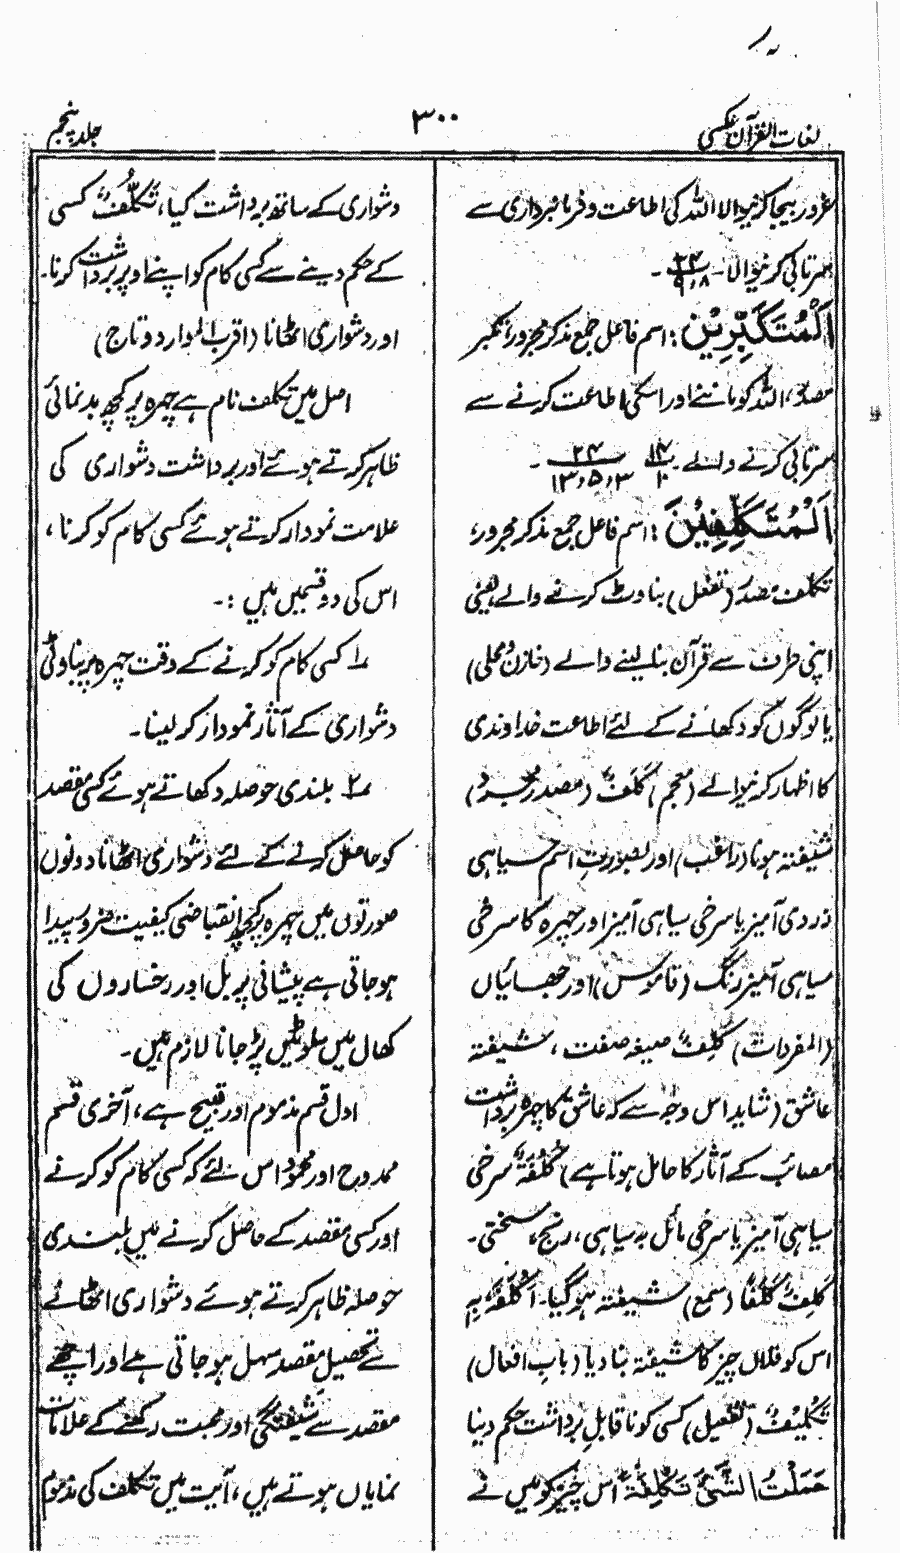 لغات القرآن عکسی
۳۰۰
جلد پنجم
غرور بیجا کرنیوالا اللہ کی اطاعت و فرمانبرداری سے
سرتابی کرنیوالا۔ ۲۴ / ۹،۸ ۔
اَلْمُتَکَبِّرِیْنَ : اسم فاعل جمع مذکر مجرور، تکبر
مصدر، اللہ کو ماننے اور اسکی اطاعت کرنے سے
سرتابی کرنے والے۔ ۱۴ / ۱۰ ۲۴ / ۱۳،۵،۳ ۔
اَلْمُتَکَلِّفِیْنَ : اسم فاعل جمع مذکر مجرور،
تکلف مصدر (تفعل) بناوٹ کرنے والے یعنی
اپنی طرف سے قرآن بنا لینے والے (خازن و محلی)
یا لوگوں کو دکھانے کے لئے اطاعت خداوندی
کا اظہار کرنیوالے (معجم) کَلَفٌ (مصدر مجرد)
شیفتہ ہونا (راغب) اور بصورتِ اسم سیاہی
زردی آمیز یا سرخی سیاہی آمیز اور چہرہ کا سرخی
سیاہی آمیز رنگ (قاموس) اور جھائیاں
(المفردات) کَلِفٌ صیغہ صفت ، شیفتہ
عاشق (شاید اس وجہ سے کہ عاشق کا چہرہ برداشت
مصائب کے آثار کا حامل ہوتا ہے) کُلْفَۃٌ سرخی
سیاہی آمیز یا سرخی مائل بہ سیاہی، رنج، سختی۔
کَلِفَ کَلَفًا (سمع) شیفتہ ہوگیا۔ اَکْلَفَہٗ بِہٖ
اس کو فلاں چیز کا شیفتہ بنا دیا (باب افعال)
تَکْلِیْفٌ (تفعیل) کسی کو ناقابل برداشت حکم دینا
حَمَلْتُ الشَّیْءَ تَکْلِفَۃً اس چیز کو میں نے
دشواری کے ساتھ برداشت کیا، تَکَلُّفٌ کسی
کے حکم دینے سے کسی کام کو اپنے اوپر برداشت کرنا۔
اور دشواری اٹھانا (اقرب الموارد و تاج)
اصل میں تکلف نام ہے چہرہ پر کچھ بدنمائی
ظاہر کرتے ہوئے اور برداشت دشواری کی
علامت نمودار کرتے ہوئے کسی کام کو کرنا ،
اس کی دو قسمیں ہیں :۔
۱؎ کسی کام کو کرنے کے وقت چہرہ پر بناوٹی
دشواری کے آثار نمودار کر لینا۔
۲؎ بلندی حوصلہ دکھاتے ہوئے کسی مقصد
کو حاصل کرنے کے لئے دشواری اٹھانا دونوں
صورتوں میں چہرہ پر کچھ انقباضی کیفیت ضرور پیدا
ہوجاتی ہے پیشانی پر بل اور رخساروں کی
کھال میں سلوٹیں پڑجانا لازم ہیں۔
اول قسم مذموم اور قبیح ہے، آخری قسم
ممدوح اور محمود اس لئے کہ کسی کام کو کرنے
اور کسی مقصد کے حاصل کرنے میں بلندی
حوصلہ ظاہر کرتے ہوئے دشواری اٹھانے
سے تحصیل مقصد سہل ہوجاتی ہے اور اچھے
مقصد سے شیفتگی اور محبت رکھنے کے علامات
نمایاں ہوتے ہیں، آیت میں تکلف کی مذموم